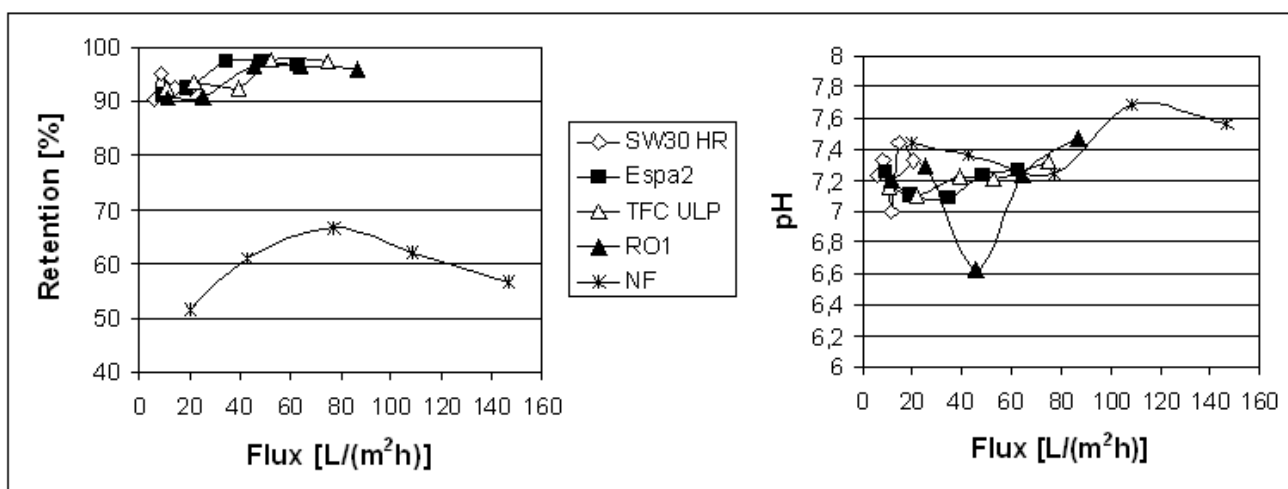 100
90
80
70
60
50
40
0 20 40 60 80 100 120 140 160
Retention [%]
Flux [L/(m²h)]
SW30 HR
Espa2
TFC ULP
RO1
NF
8
7,8
7,6
7,4
7,2
7
6,8
6,6
6,4
6,2
6
0 20 40 60 80 100 120 140 160
pH
Flux [L/(m²h)]